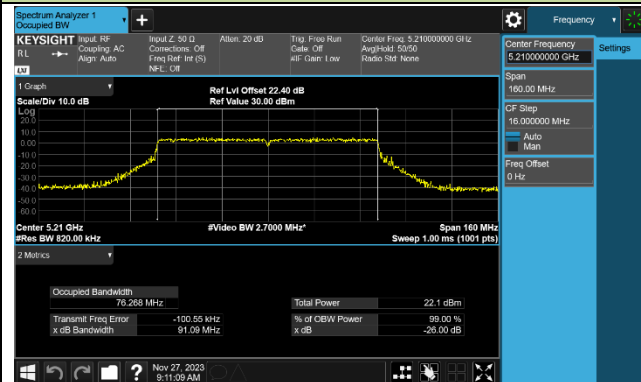 Spectrum Analyzer 1
Occupied BW
Frequency
KEYSIGHT
Input: RF
Input Z: 50 Ω
Atten: 20 dB
Trig: Free Run
Center Freq: 5.210000000 GHz
RL
Coupling: AC
Corrections: Off
Gate: Off
Avg|Hold: 50/50
Align: Auto
Freq Ref: Int (S)
#IF Gain: Low
Radio Std: None
NFE: Off
LXI
Center Frequency
5.210000000 GHz
Settings
Span
160.00 MHz
CF Step
16.000000 MHz
Auto
Man
Freq Offset
0 Hz
1 Graph
Ref Lvl Offset 22.40 dB
Scale/Div 10.0 dB
Ref Value 30.00 dBm
Log
20.0
10.0
0.00
-10.0
-20.0
-30.0
-40.0
-50.0
-60.0
Center 5.21 GHz
#Video BW 2.7000 MHz*
Span 160 MHz
#Res BW 820.00 kHz
Sweep 1.00 ms (1001 pts)
2 Metrics
Occupied Bandwidth
76.268 MHz
Total Power
22.1 dBm
Transmit Freq Error
-100.55 kHz
% of OBW Power
99.00 %
x dB Bandwidth
91.09 MHz
x dB
-26.00 dB
?
Nov 27, 2023
9:11:09 AM